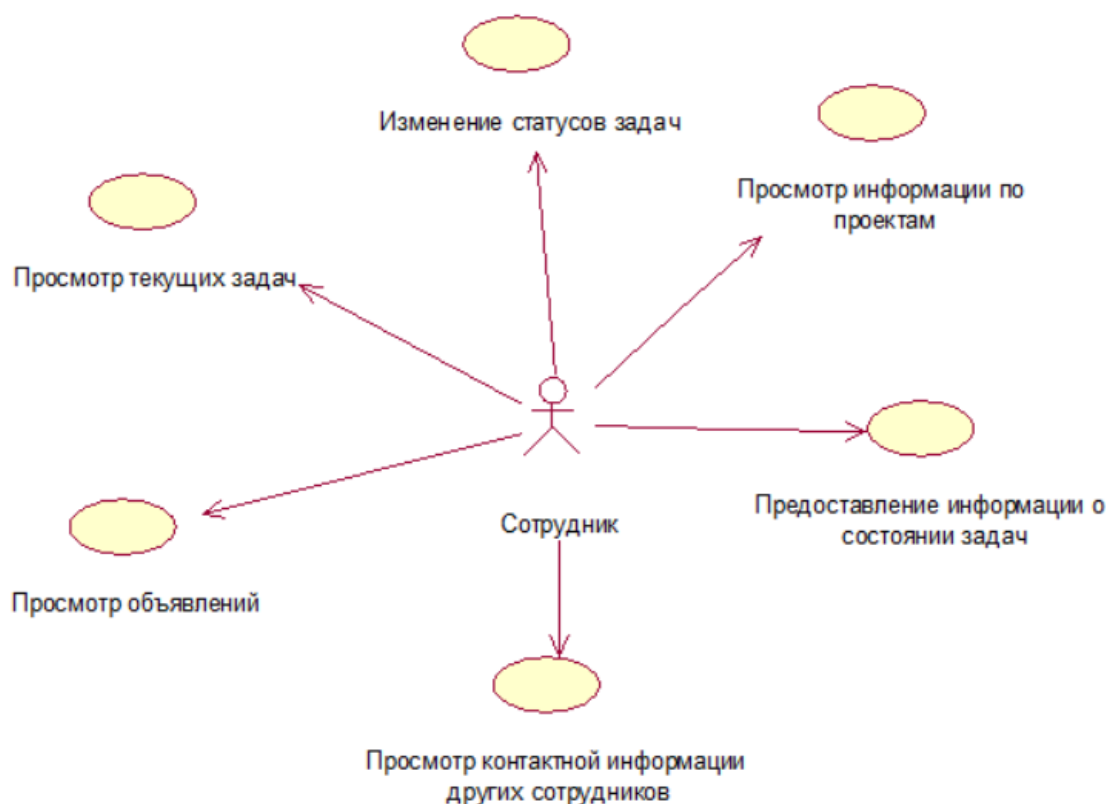 Изменение статусов задач
Просмотр информации по
проектам
Просмотр текущих задач
Предоставление информации о
состоянии задач
Сотрудник
Просмотр объявлений
Просмотр контактной информации
других сотрудников